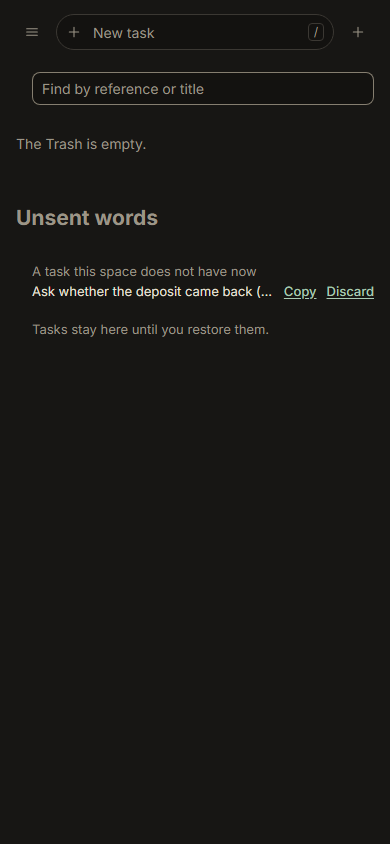 New task /
Find by reference or title
The Trash is empty.
Unsent words
A task this space does not have now
Ask whether the deposit came back (... Copy Discard
Tasks stay here until you restore them.